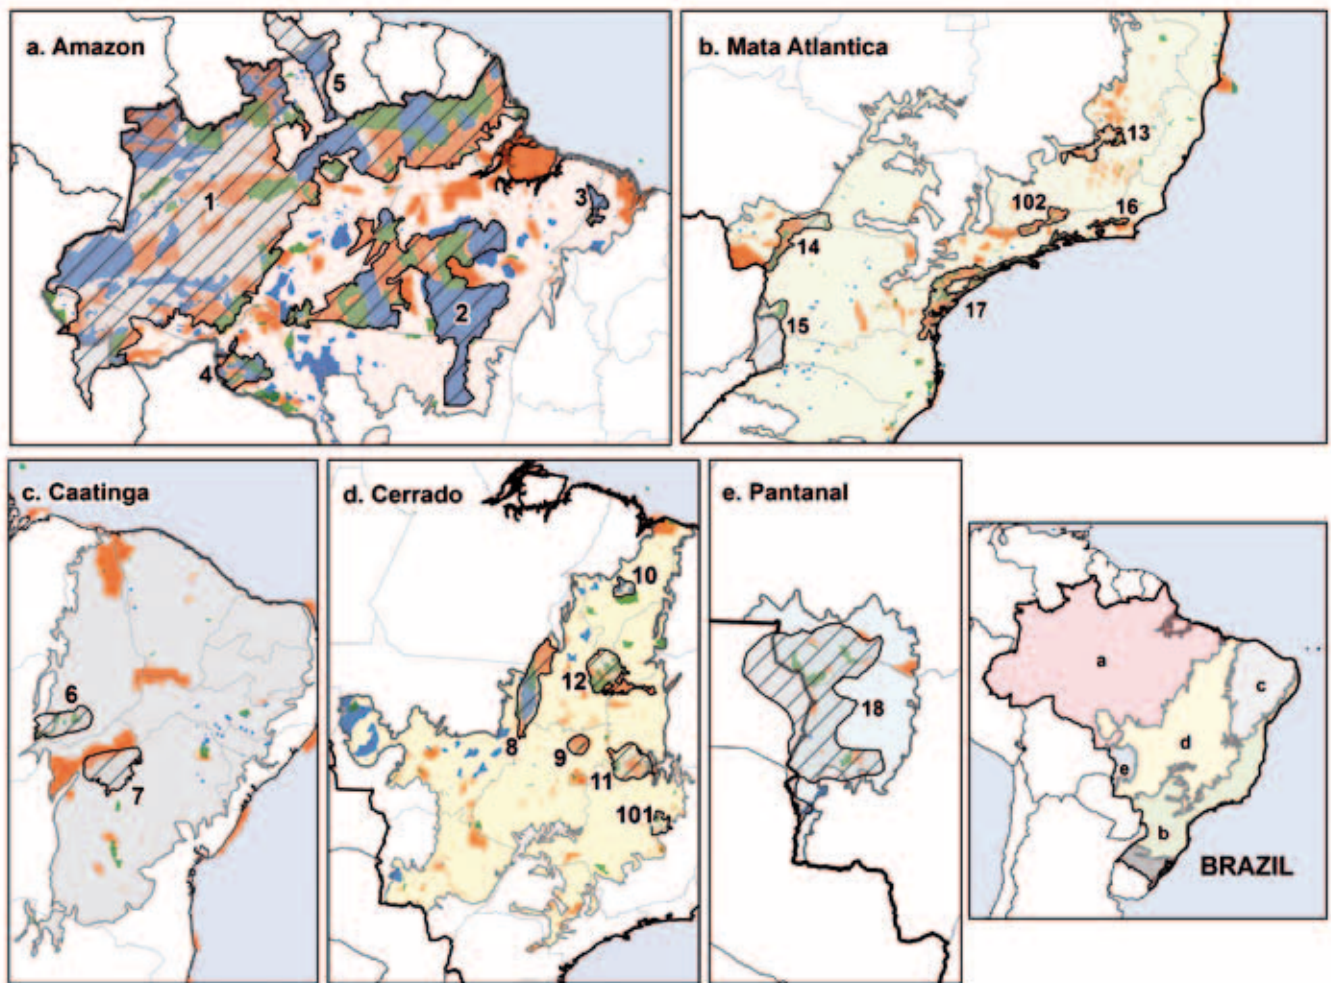 a. Amazon
5
1
3
2
4
b. Mata Atlantica
13
102
16
14
17
15
c. Caatinga
6
7
d. Cerrado
10
12
8
9
11
101
e. Pantanal
18
a
c
d
e
b
BRAZIL